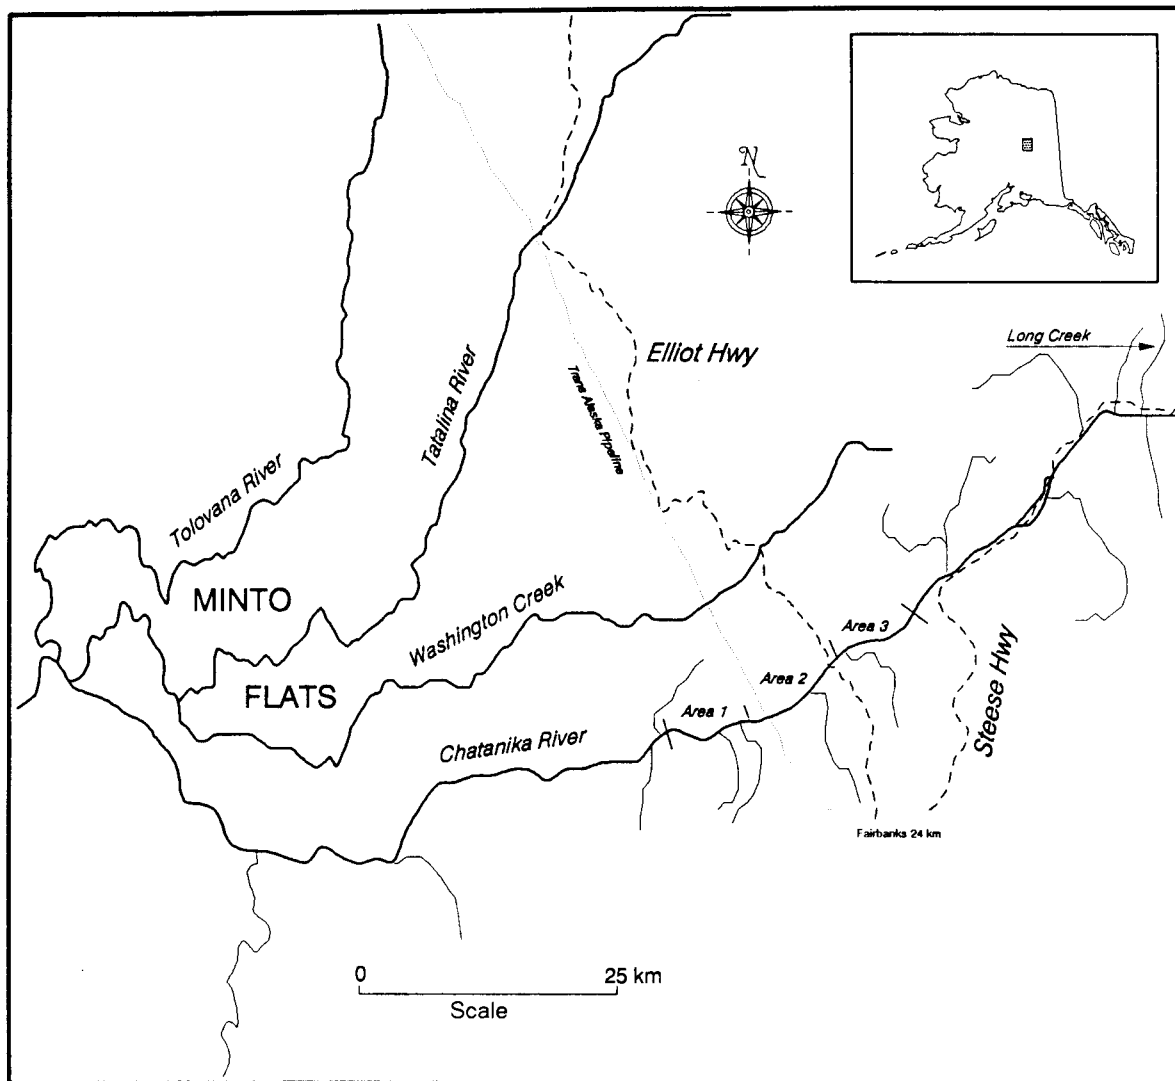 N
Long Creek
Elliot Hwy
Trans Alaska Pipeline
Tatalina River
Tolovana River
MINTO
Washington Creek
FLATS
Area 3
Area 2
Area 1
Steese Hwy
Chatanika River
Fairbanks 24 km
0 25 km
Scale